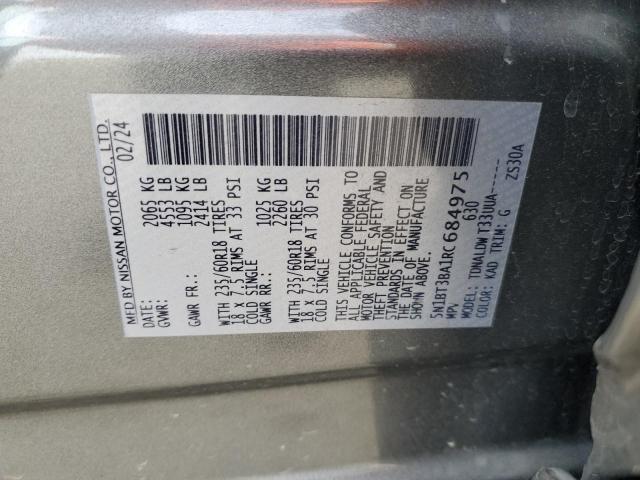 MFD BY NISSAN MOTOR CO., LTD.
DATE: 02/24
GVWR: 2065 KG
4553 LB
GAWR FR.: 1095 KG
2414 LB
WITH 235/60R18 TIRES
18 X 7.5 RIMS AT 33 PSI
COLD SINGLE
GAWR RR.: 1025 KG
2260 LB
WITH 235/60R18 TIRES
18 X 7.5 RIMS AT 30 PSI
COLD SINGLE
THIS VEHICLE CONFORMS TO
ALL APPLICABLE FEDERAL
MOTOR VEHICLE SAFETY AND
THEFT PREVENTION
STANDARDS IN EFFECT ON
THE DATE OF MANUFACTURE
SHOWN ABOVE.
5N1BT3BA1RC684975
MPV 630
MODEL: TDMALDW T33UUA------
COLOR: KAD TRIM: G ZS30A